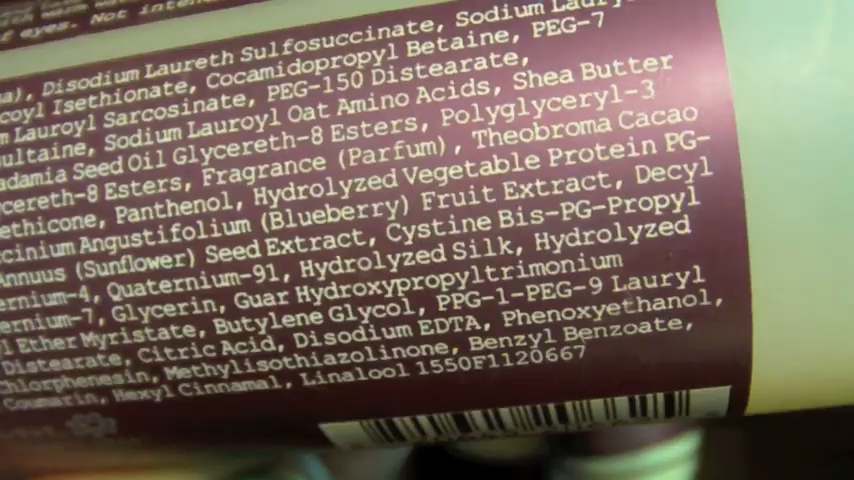 of eyes. Not inten
Disodium Laureth Sulfosuccinate, Sodium Laury
coyl Isethionate, Cocamidopropyl Betaine, PEG-7
Lauroyl Sarcosinate, PEG-150 Distearate,
ultaine, Sodium Lauroyl Oat Amino Acids, Shea Butter
adamia Seed Oil Glycereth-8 Esters, Polyglyceryl-3
cereth-8 Esters, Fragrance (Parfum), Theobroma Cacao
ethicone, Panthenol, Hydrolyzed Vegetable Protein PG-
ccinium Angustifolium (Blueberry) Fruit Extract, Decyl
Annuus (Sunflower) Seed Extract, Cystine Bis-PG-Propyl
ernium-4, Quaternium-91, Hydrolyzed Silk, Hydrolyzed
ernium-7, Glycerin, Guar Hydroxypropyltrimonium
l Ether Myristate, Butylene Glycol, PPG-1-PEG-9 Lauryl
Distearate, Citric Acid, Disodium EDTA, Phenoxyethanol,
Chlorphenesin, Methylisothiazolinone, Benzyl Benzoate,
Coumarin, Hexyl Cinnamal, Linalool 1550F1120667